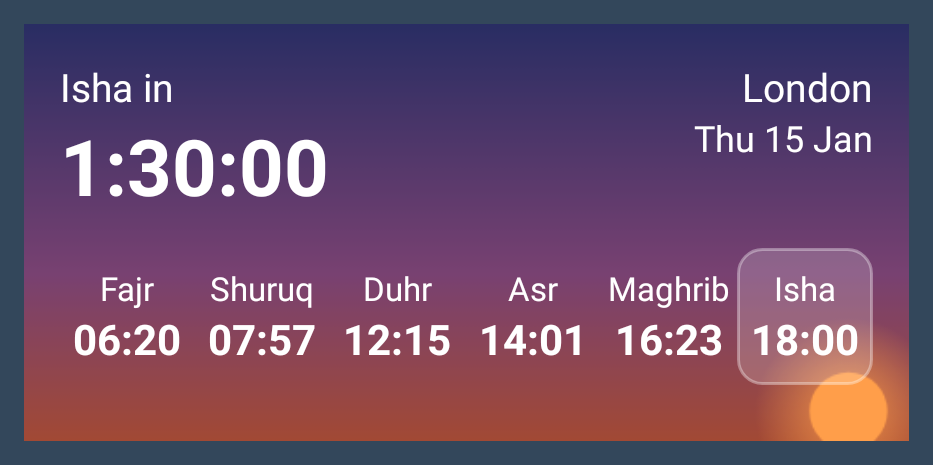 Isha in
1:30:00
London
Thu 15 Jan
Fajr Shuruq Duhr Asr Maghrib Isha
06:20 07:57 12:15 14:01 16:23 18:00